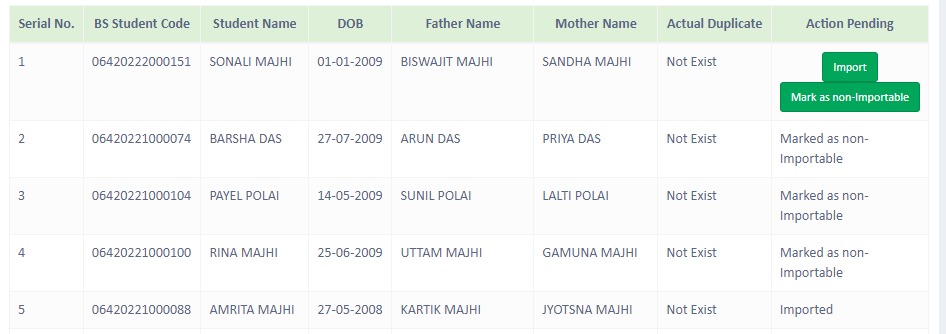 Serial No. BS Student Code Student Name DOB Father Name Mother Name Actual Duplicate Action Pending
1 06420222000151 SONALI MAJHI 01-01-2009 BISWAJIT MAJHI SANDHA MAJHI Not Exist Import
Mark as non-Importable
2 06420221000074 BARSHA DAS 27-07-2009 ARUN DAS PRIYA DAS Not Exist Marked as non-
Importable
3 06420221000104 PAYEL POLAI 14-05-2009 SUNIL POLAI LALTI POLAI Not Exist Marked as non-
Importable
4 06420221000100 RINA MAJHI 25-06-2009 UTTAM MAJHI GAMUNA MAJHI Not Exist Marked as non-
Importable
5 06420221000088 AMRITA MAJHI 27-05-2008 KARTIK MAJHI JYOTSNA MAJHI Not Exist Imported